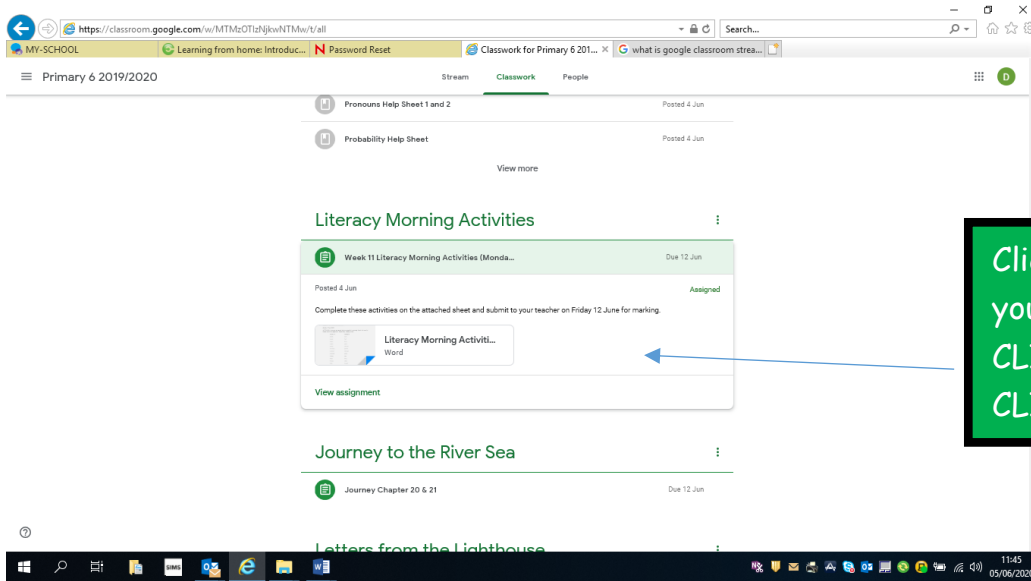 https://classroom.google.com/w/MTMzOTIzNjkwNTMw/t/all
Search...
MY-SCHOOL
Learning from home: Introduc...
Password Reset
Classwork for Primary 6 201...
what is google classroom strea...
Primary 6 2019/2020
Stream
Classwork
People
D
Pronouns Help Sheet 1 and 2
Posted 4 Jun
Probability Help Sheet
Posted 4 Jun
View more
Literacy Morning Activities
Week 11 Literacy Morning Activities (Monda...
Due 12 Jun
Posted 4 Jun
Assigned
Complete these activities on the attached sheet and submit to your teacher on Friday 12 June for marking.
Literacy Morning Activiti...
Word
View assignment
Journey to the River Sea
Journey Chapter 20 & 21
Due 12 Jun
Letters from the Lighthouse
SIMS
11:45
05/06/2020